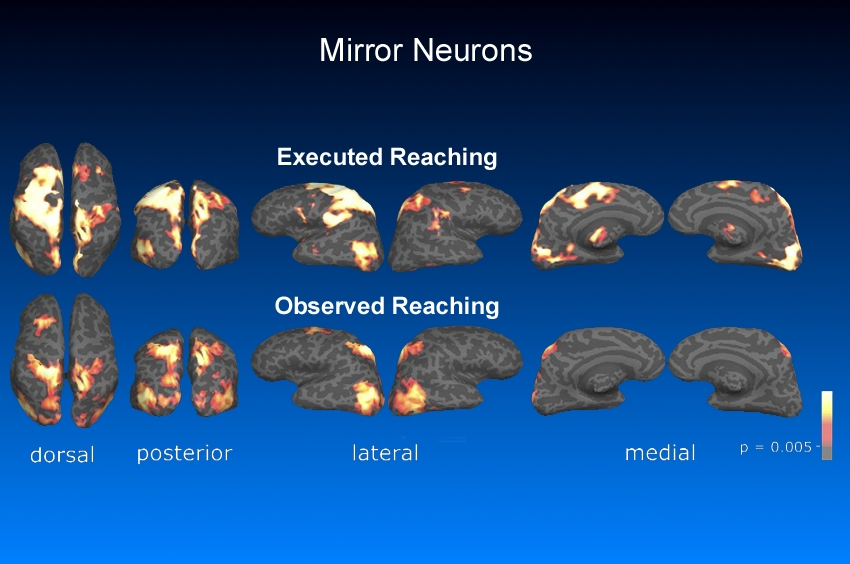 Mirror Neurons
Executed Reaching
Observed Reaching
dorsal posterior lateral medial p = 0.005